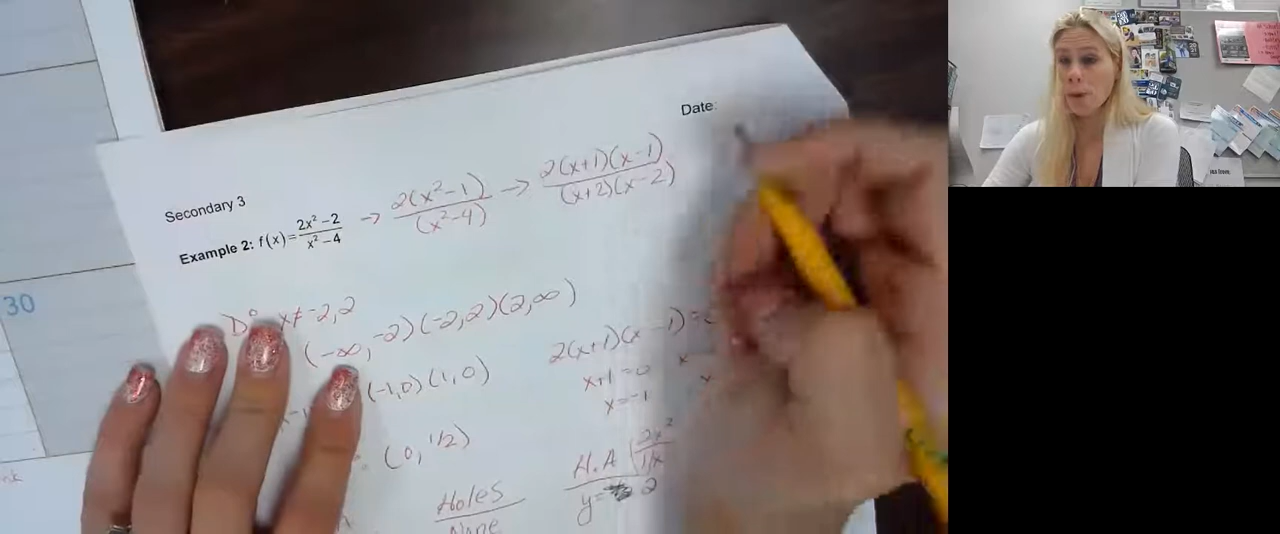 Date:
Secondary 3
Example 2: f(x)= 2x² − 2 / x² − 4 → 2(x²−1) / (x²−4) → 2(x+1)(x−1) / (x+2)(x−2)
30
D: x≠ -2, 2
(-∞, -2)(-2, 2)(2, ∞)
2(x+1)(x-1)=
x+1=0 x
x=-1 x
(-1,0)(1,0)
(0, 1/2)
H.A 2x²
y= 2
Holes
None